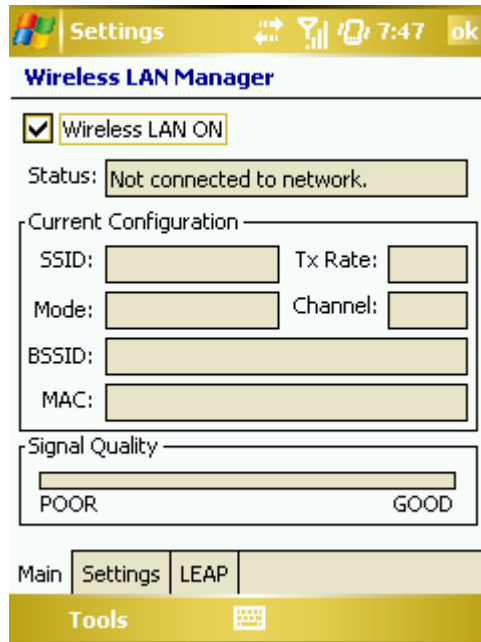 Settings 7:47 ok
Wireless LAN Manager
Wireless LAN ON
Status: Not connected to network.
Current Configuration
SSID: Tx Rate:
Mode: Channel:
BSSID:
MAC:
Signal Quality
POOR GOOD
Main Settings LEAP
Tools